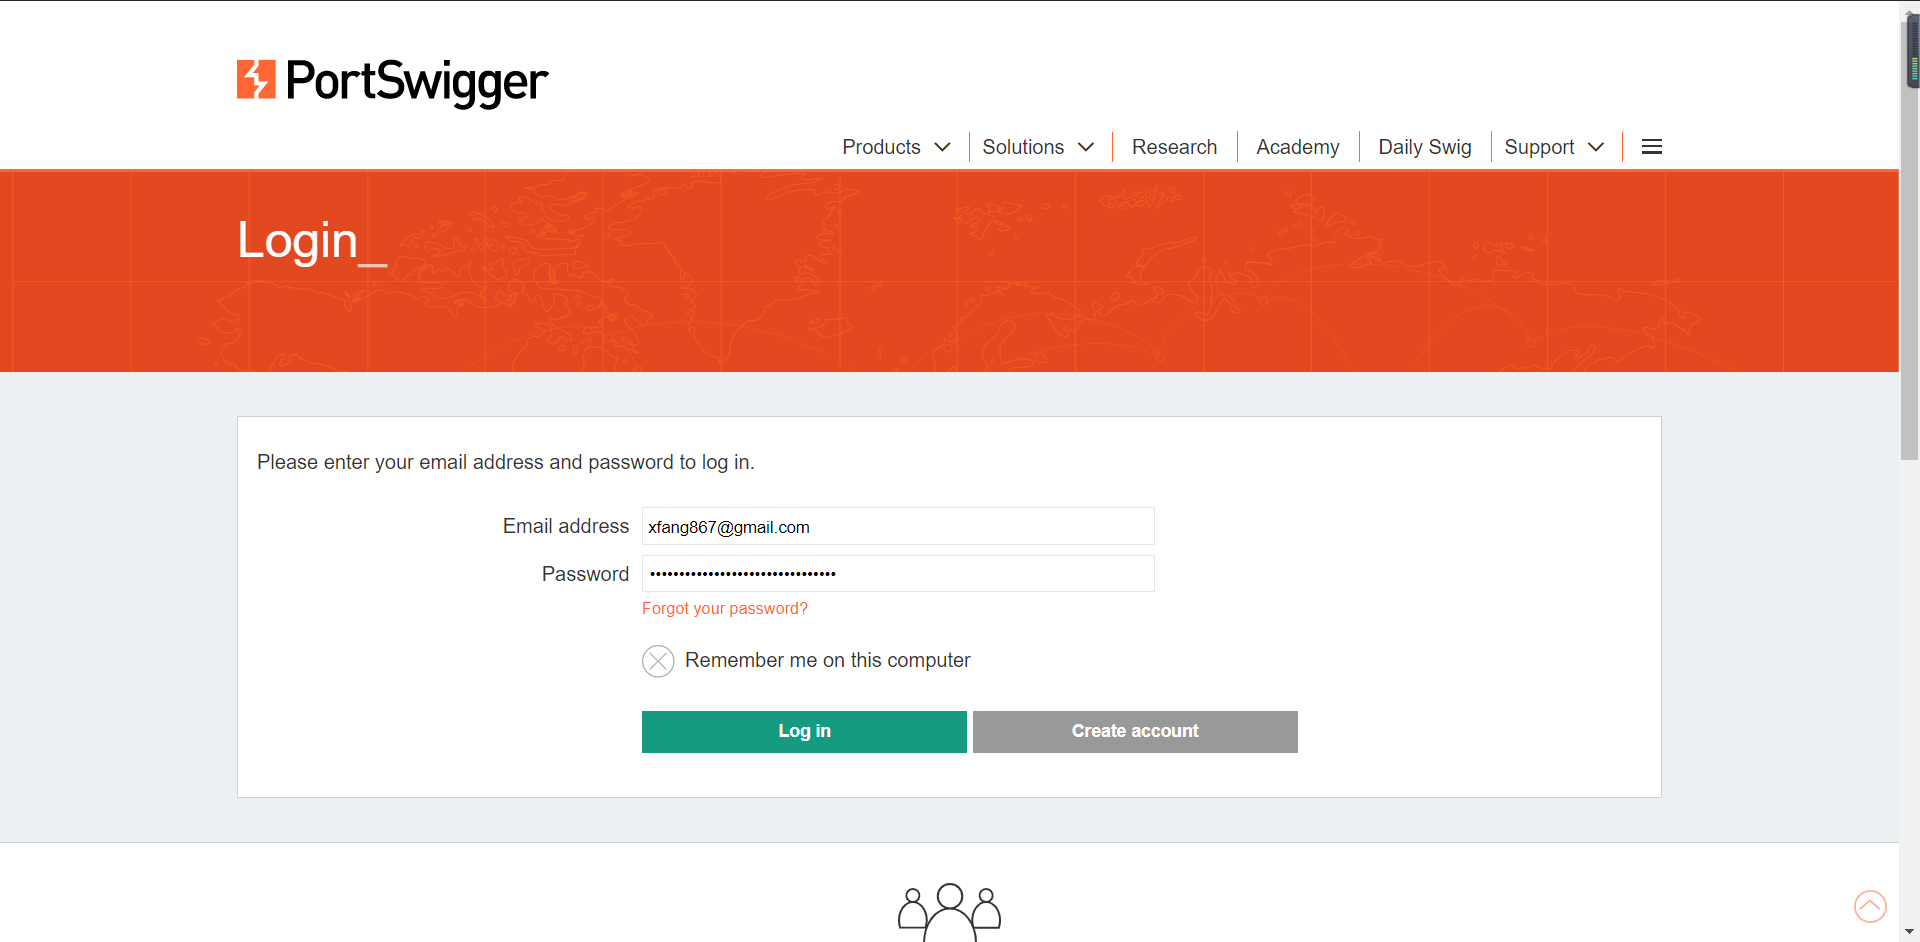 PortSwigger
Products Solutions Research Academy Daily Swig Support
Login_
Please enter your email address and password to log in.
Email address xfang867@gmail.com
Password ••••••••••••••••••••••••••••••••
Forgot your password?
Remember me on this computer
Log in Create account